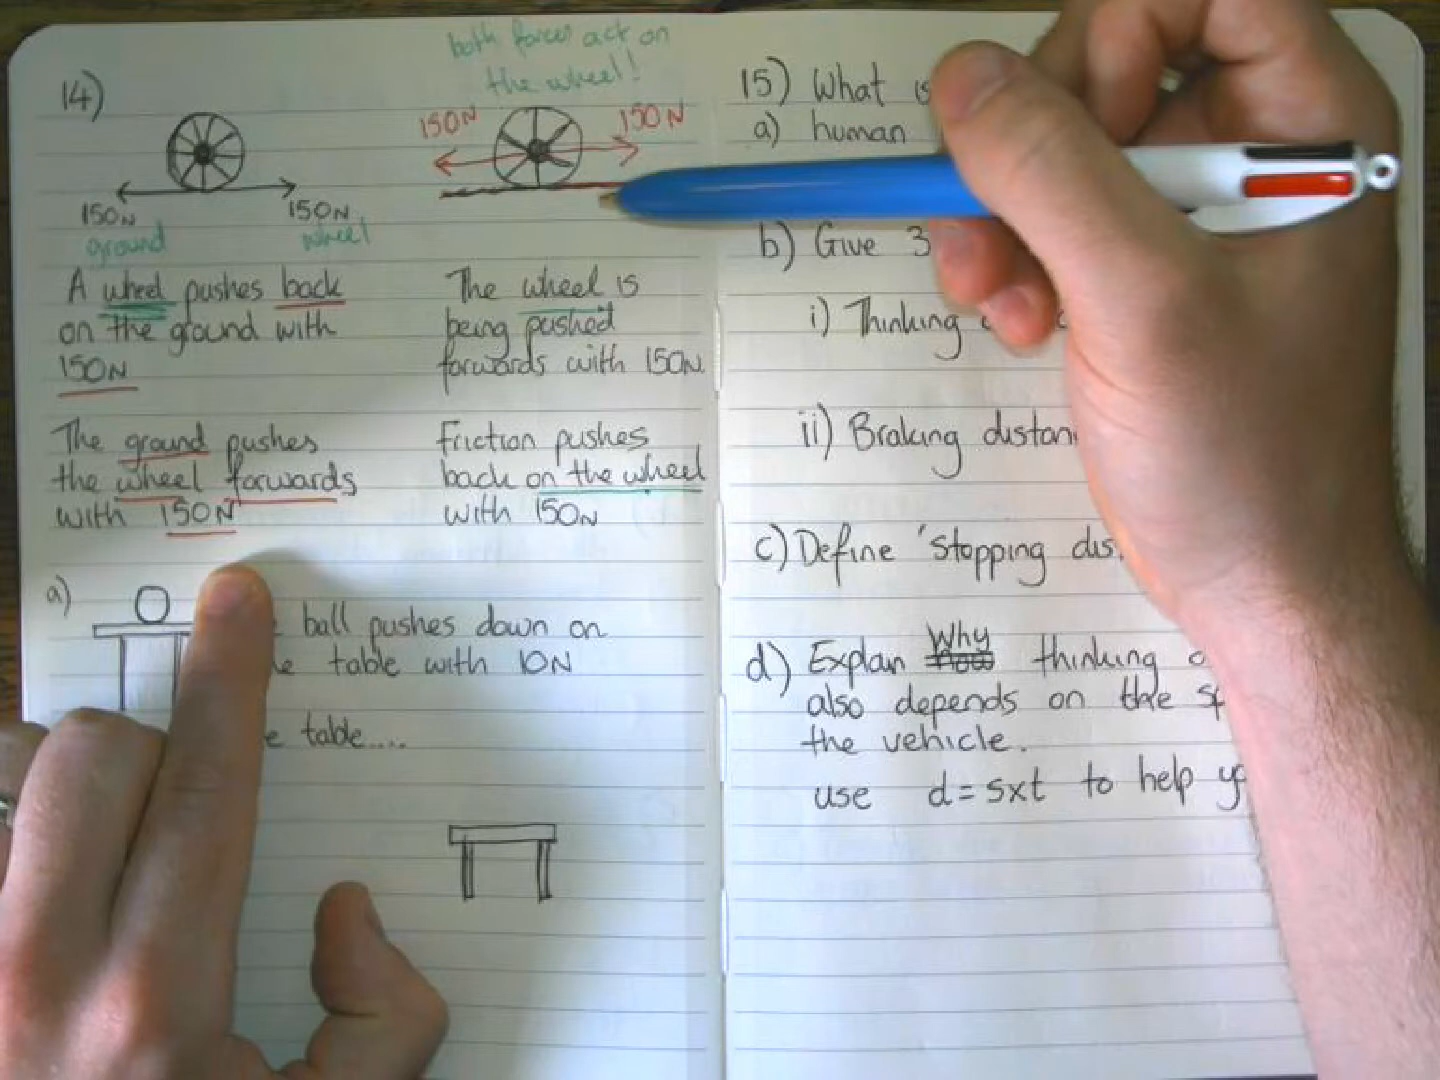 both forces act on
the wheel!
14)
150N
150N
150N
ground
150N
wheel
A wheel pushes back
on the ground with
150N
The wheel is
being pushed
forwards with 150N
The ground pushes
the wheel forwards
with 150N
Friction pushes
back on the wheel
with 150N
a)
ball pushes down on
table with 10N
table....
15) What
a) human
b) Give 3
i) Thinking
ii) Braking
c) Define 'stopping
d) Explain Why thinking
also depends on the
the vehicle.
use d=sxt to help